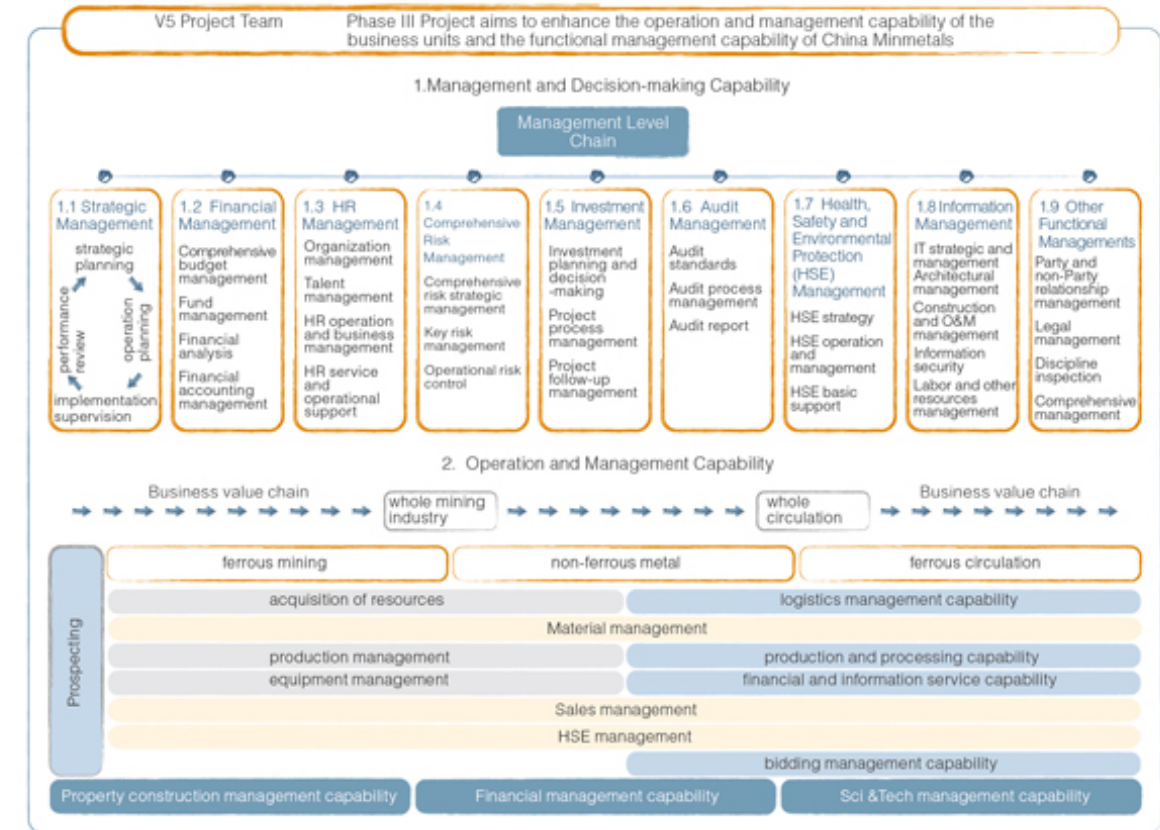 V5 Project Team
Phase III Project aims to enhance the operation and management capability of the
business units and the functional management capability of China Minmetals
1.Management and Decision-making Capability
Management Level
Chain
1.1 Strategic
Management
strategic
planning
performance
review
operation
planning
implementation
supervision
1.2 Financial
Management
Comprehensive
budget
management
Fund
management
Financial
analysis
Financial
accounting
management
1.3 HR
Management
Organization
management
Talent
management
HR operation
and business
management
HR service
and
operational
support
1.4
Comprehensive
Risk
Management
Comprehensive
risk strategic
management
Key risk
management
Operational risk
control
1.5 Investment
Management
Investment
planning and
decision
-making
Project
process
management
Project
follow-up
management
1.6 Audit
Management
Audit
standards
Audit process
management
Audit report
1.7 Health,
Safety and
Environmental
Protection
(HSE)
Management
HSE strategy
HSE operation
and
management
HSE basic
support
1.8 Information
Management
IT strategic and
management
Architectural
management
Construction
and O&M
management
Information
security
Labor and other
resources
management
1.9 Other
Functional
Managements
Party and
non-Party
relationship
management
Legal
management
Discipline
inspection
Comprehensive
management
2. Operation and Management Capability
Business value chain
whole mining
industry
whole
circulation
Business value chain
Prospecting
ferrous mining
non-ferrous metal
ferrous circulation
acquisition of resources
logistics management capability
Material management
production management
production and processing capability
equipment management
financial and information service capability
Sales management
HSE management
bidding management capability
Property construction management capability
Financial management capability
Sci &Tech management capability